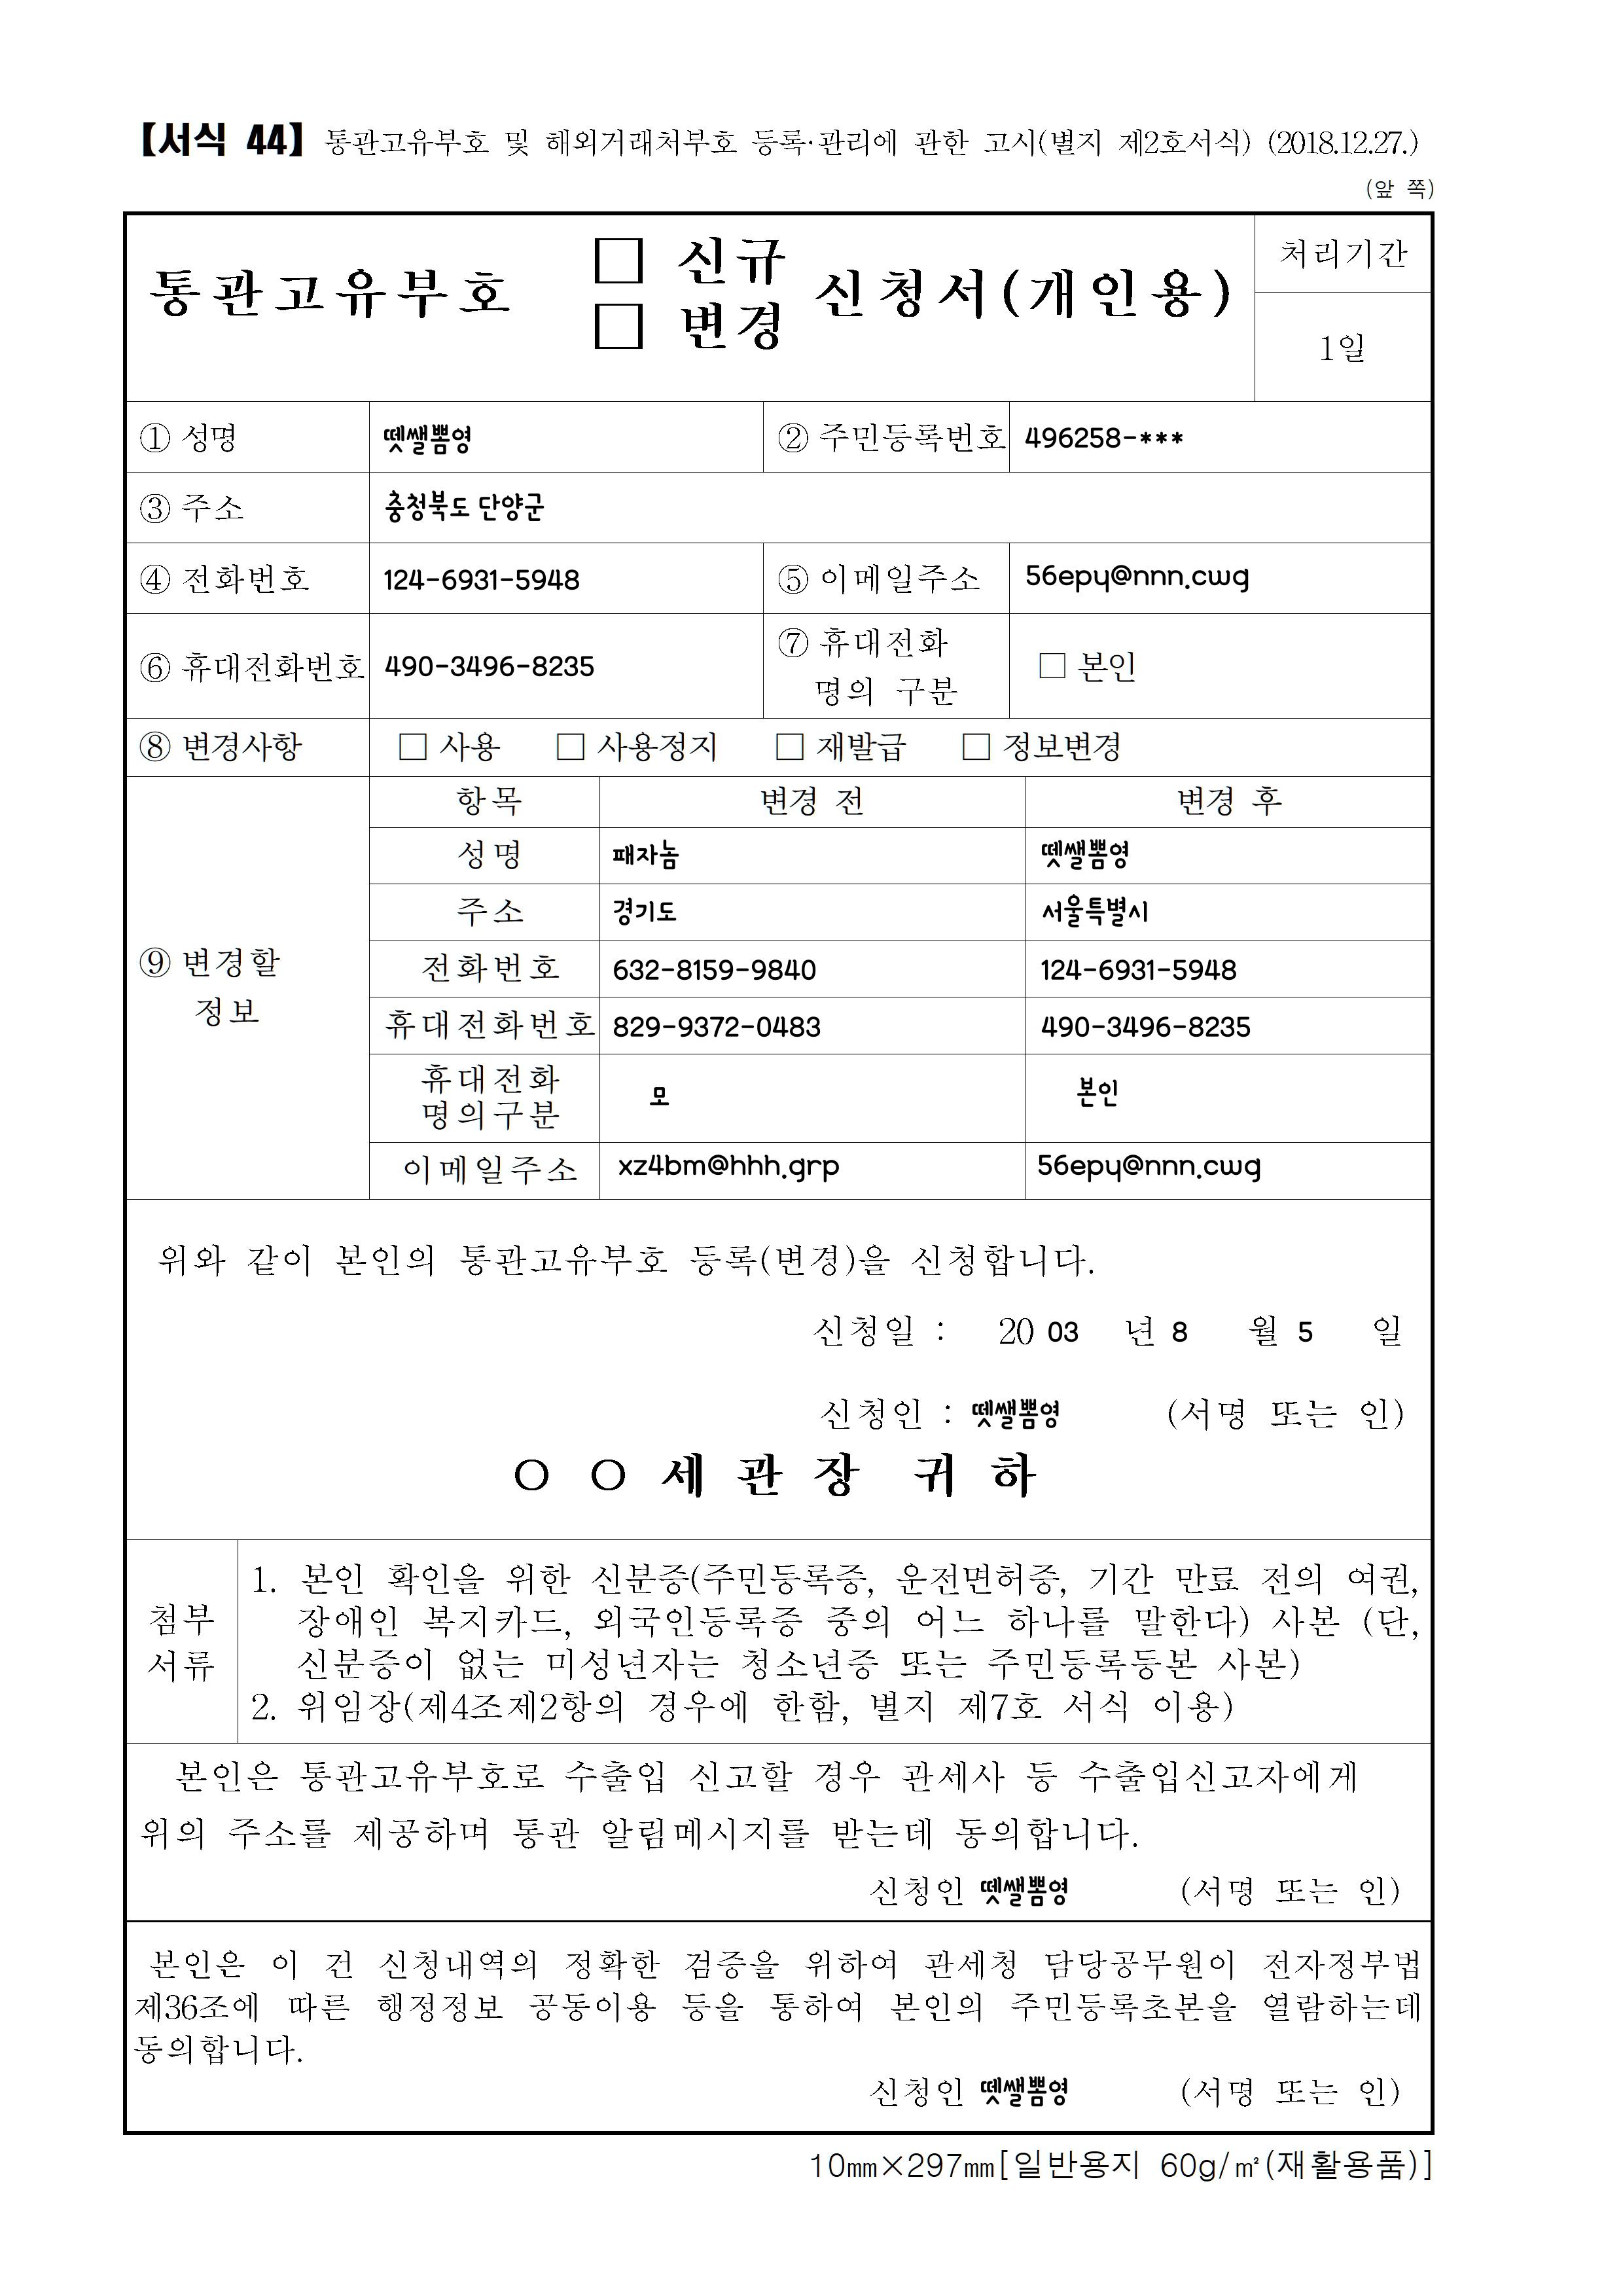 【서식 44】 통관고유부호 및 해외거래처부호 등록·관리에 관한 고시(별지 제2호서식) (2018.12.27.)
(앞 쪽)
통관고유부호 □ 신규 □ 변경 신청서(개인용) 처리기간
1일
① 성명 뗏쌜뽐영 ② 주민등록번호 496258-***
③ 주소 충청북도 단양군
④ 전화번호 124-6931-5948 ⑤ 이메일주소 56epy@nnn.cwg
⑥ 휴대전화번호 490-3496-8235 ⑦ 휴대전화 명의 구분 □ 본인
⑧ 변경사항 □ 사용 □ 사용정지 □ 재발급 □ 정보변경
⑨ 변경할 정보
항목 변경 전 변경 후
성명 패자놈 뗏쌜뽐영
주소 경기도 서울특별시
전화번호 632-8159-9840 124-6931-5948
휴대전화번호 829-9372-0483 490-3496-8235
휴대전화 명의구분 모 본인
이메일주소 xz4bm@hhh.grp 56epy@nnn.cwg
위와 같이 본인의 통관고유부호 등록(변경)을 신청합니다.
신청일 : 20 03 년 8 월 5 일
신청인 : 뗏쌜뽐영 (서명 또는 인)
○ ○ 세 관 장 귀 하
첨부 서류
1. 본인 확인을 위한 신분증(주민등록증, 운전면허증, 기간 만료 전의 여권,
장애인 복지카드, 외국인등록증 중의 어느 하나를 말한다) 사본 (단,
신분증이 없는 미성년자는 청소년증 또는 주민등록등본 사본)
2. 위임장(제4조제2항의 경우에 한함, 별지 제7호 서식 이용)
본인은 통관고유부호로 수출입 신고할 경우 관세사 등 수출입신고자에게
위의 주소를 제공하며 통관 알림메시지를 받는데 동의합니다.
신청인 뗏쌜뽐영 (서명 또는 인)
본인은 이 건 신청내역의 정확한 검증을 위하여 관세청 담당공무원이 전자정부법
제36조에 따른 행정정보 공동이용 등을 통하여 본인의 주민등록초본을 열람하는데
동의합니다.
신청인 뗏쌜뽐영 (서명 또는 인)
10㎜×297㎜[일반용지 60g/㎡(재활용품)]